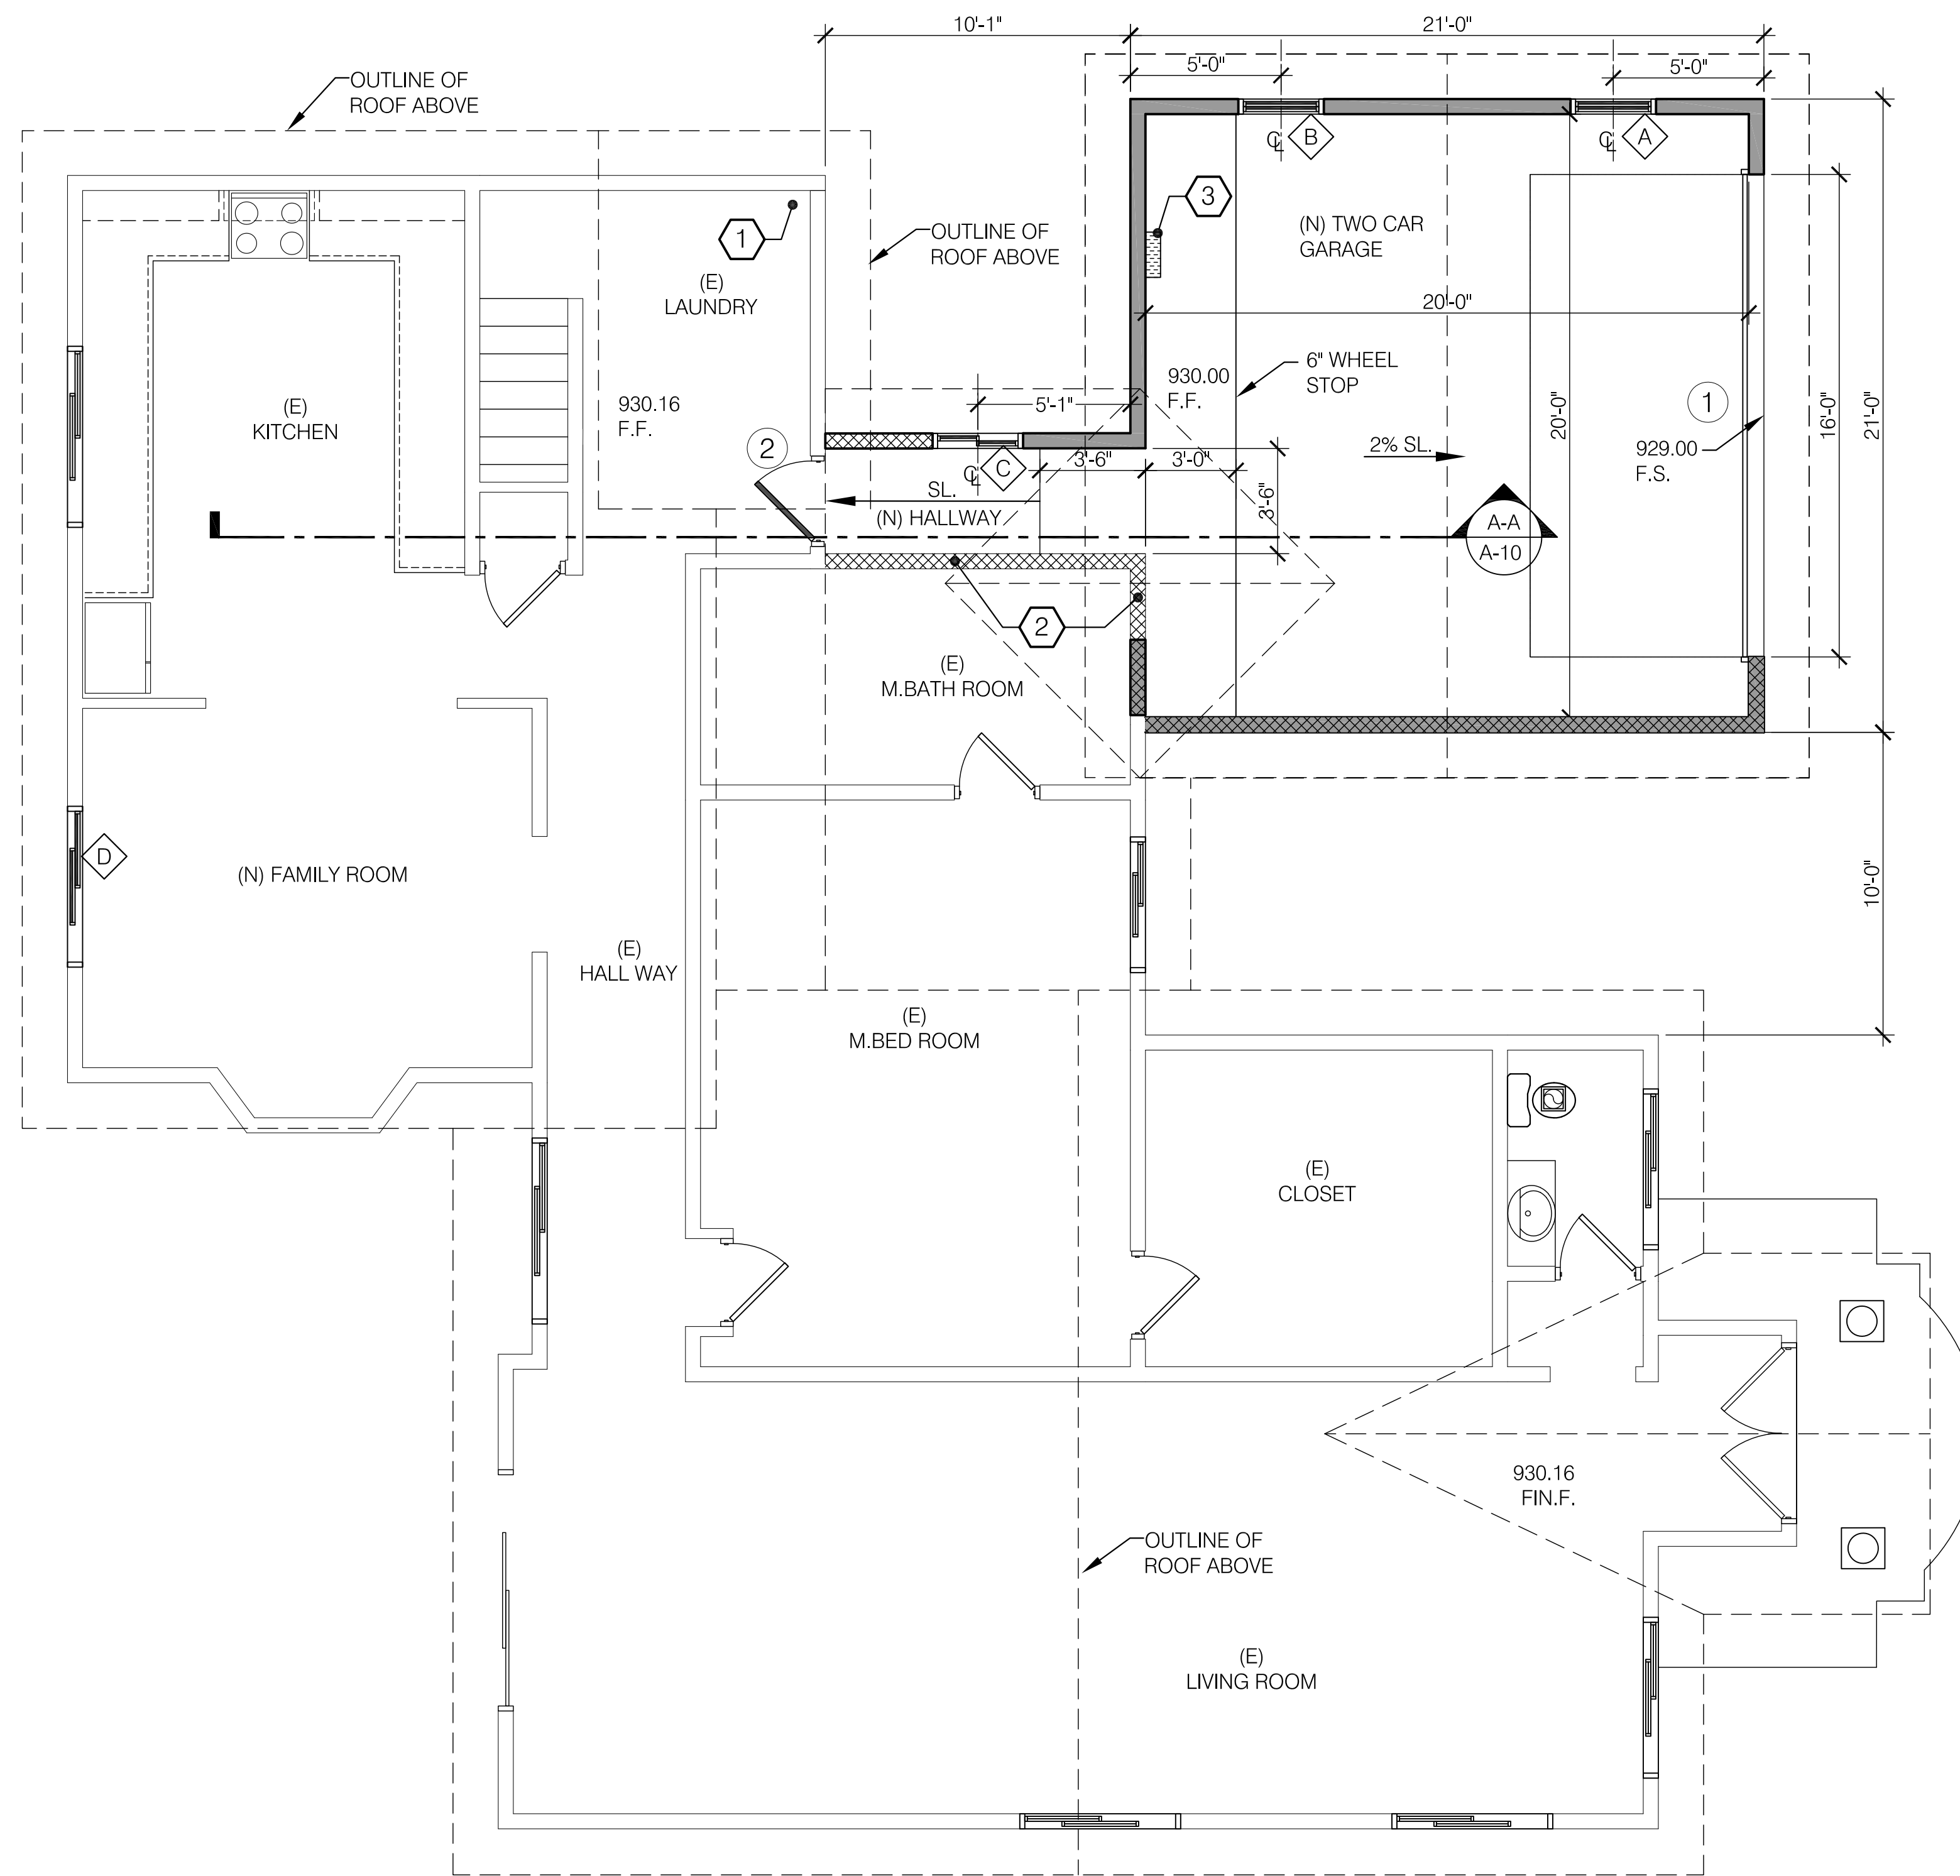 10'-1"
21'-0"
5'-0"
5'-0"
OUTLINE OF
ROOF ABOVE
B
A
3
1
OUTLINE OF
ROOF ABOVE
(N) TWO CAR
GARAGE
(E)
LAUNDRY
20'-0"
6" WHEEL
STOP
930.00
F.F.
1
20'-0"
16'-0"
21'-0"
(E)
KITCHEN
930.16
F.F.
5'-1"
2
C
3'-6"
3'-0"
2% SL.
929.00
F.S.
SL.
(N) HALLWAY
3'-6"
A-A
A-10
2
(E)
M.BATH ROOM
D
(N) FAMILY ROOM
10'-0"
(E)
HALL WAY
(E)
M.BED ROOM
(E)
CLOSET
930.16
FIN.F.
OUTLINE OF
ROOF ABOVE
(E)
LIVING ROOM